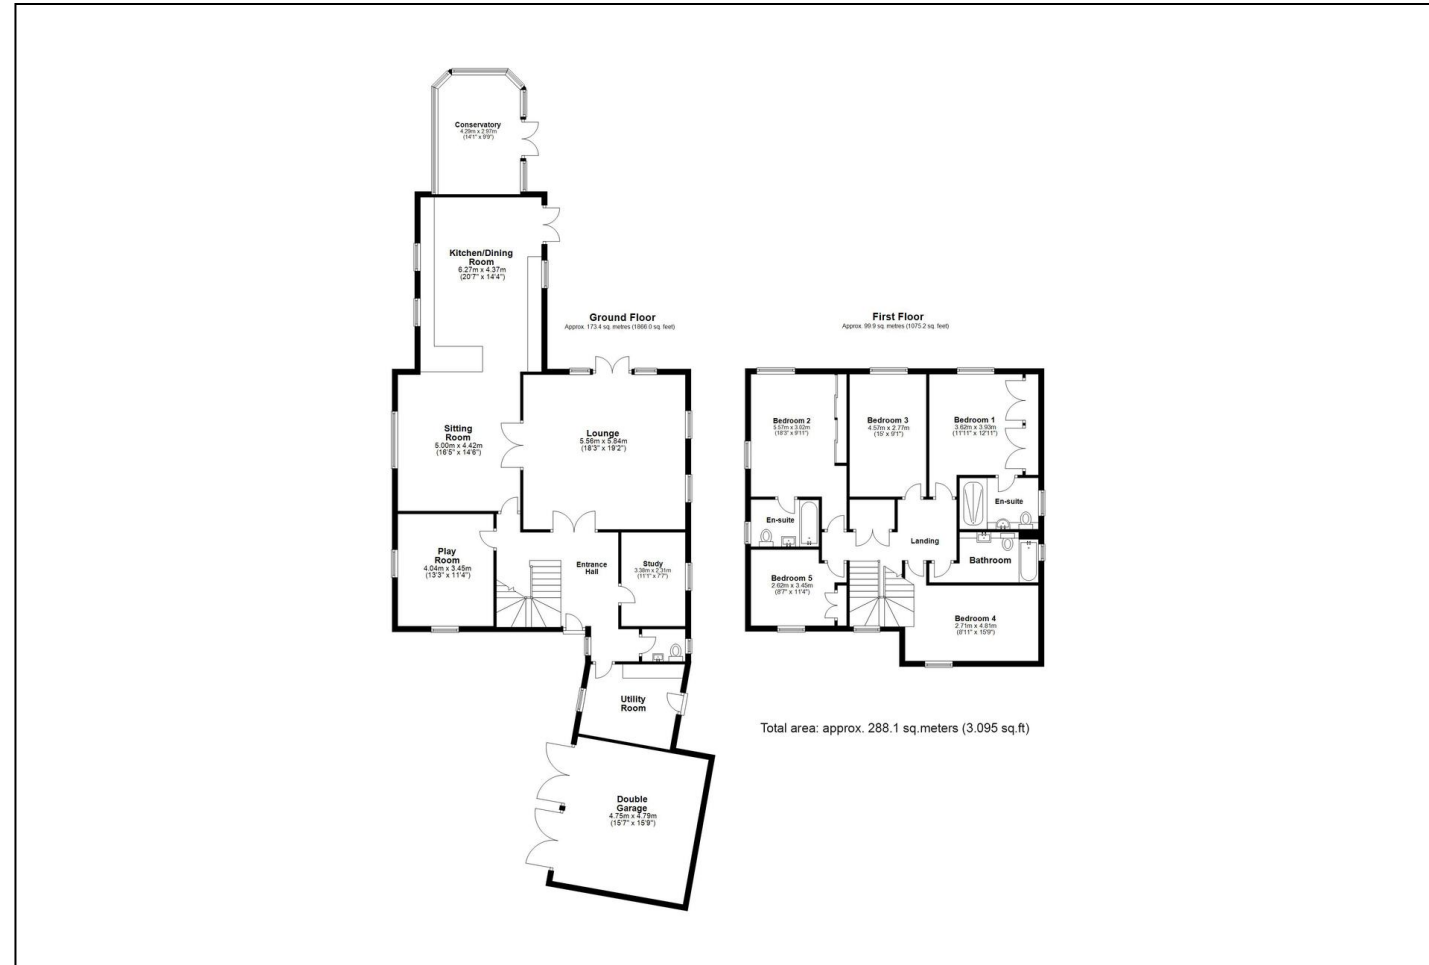 Conservatory
4.29m x 2.97m
(14'1" x 9'9")
Kitchen/Dining
Room
6.27m x 4.37m
(20'7" x 14'4")
Ground Floor
Approx. 173.4 sq. metres (1866.0 sq. feet)
Sitting
Room
5.00m x 4.42m
(16'5" x 14'6")
Lounge
5.56m x 5.84m
(18'3" x 19'2")
Play
Room
4.04m x 3.45m
(13'3" x 11'4")
Entrance
Hall
Study
3.38m x 2.31m
(11'1" x 7'7")
Utility
Room
Double
Garage
4.75m x 4.79m
(15'7" x 15'9")
First Floor
Approx. 99.9 sq. metres (1075.2 sq. feet)
Bedroom 2
5.57m x 3.02m
(18'3" x 9'11")
Bedroom 3
4.57m x 2.77m
(15' x 9'1")
Bedroom 1
3.62m x 3.93m
(11'11" x 12'11")
En-suite
En-suite
Landing
Bathroom
Bedroom 5
2.62m x 3.45m
(8'7" x 11'4")
Bedroom 4
2.71m x 4.81m
(8'11" x 15'9")
Total area: approx. 288.1 sq.meters (3.095 sq.ft)